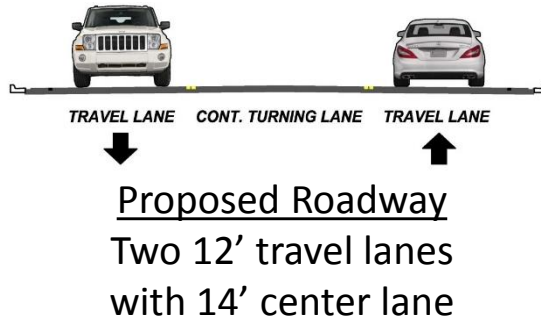 TRAVEL LANE CONT. TURNING LANE TRAVEL LANE
Proposed Roadway
Two 12’ travel lanes
with 14’ center lane